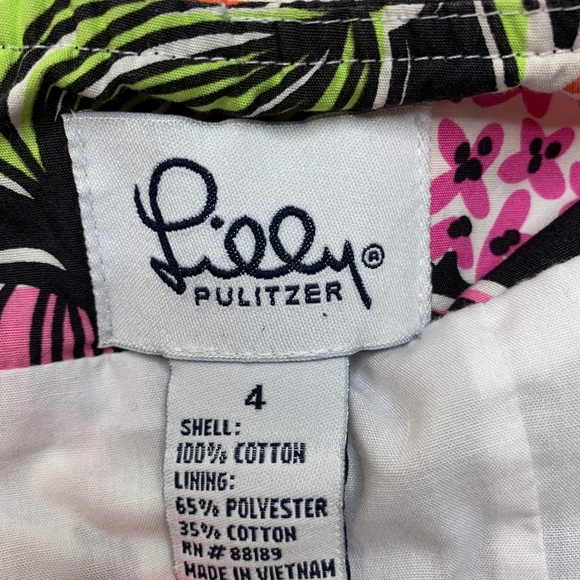 Lilly®
PULITZER
4
SHELL:
100% COTTON
LINING:
65% POLYESTER
35% COTTON
RN # 88189
MADE IN VIETNAM